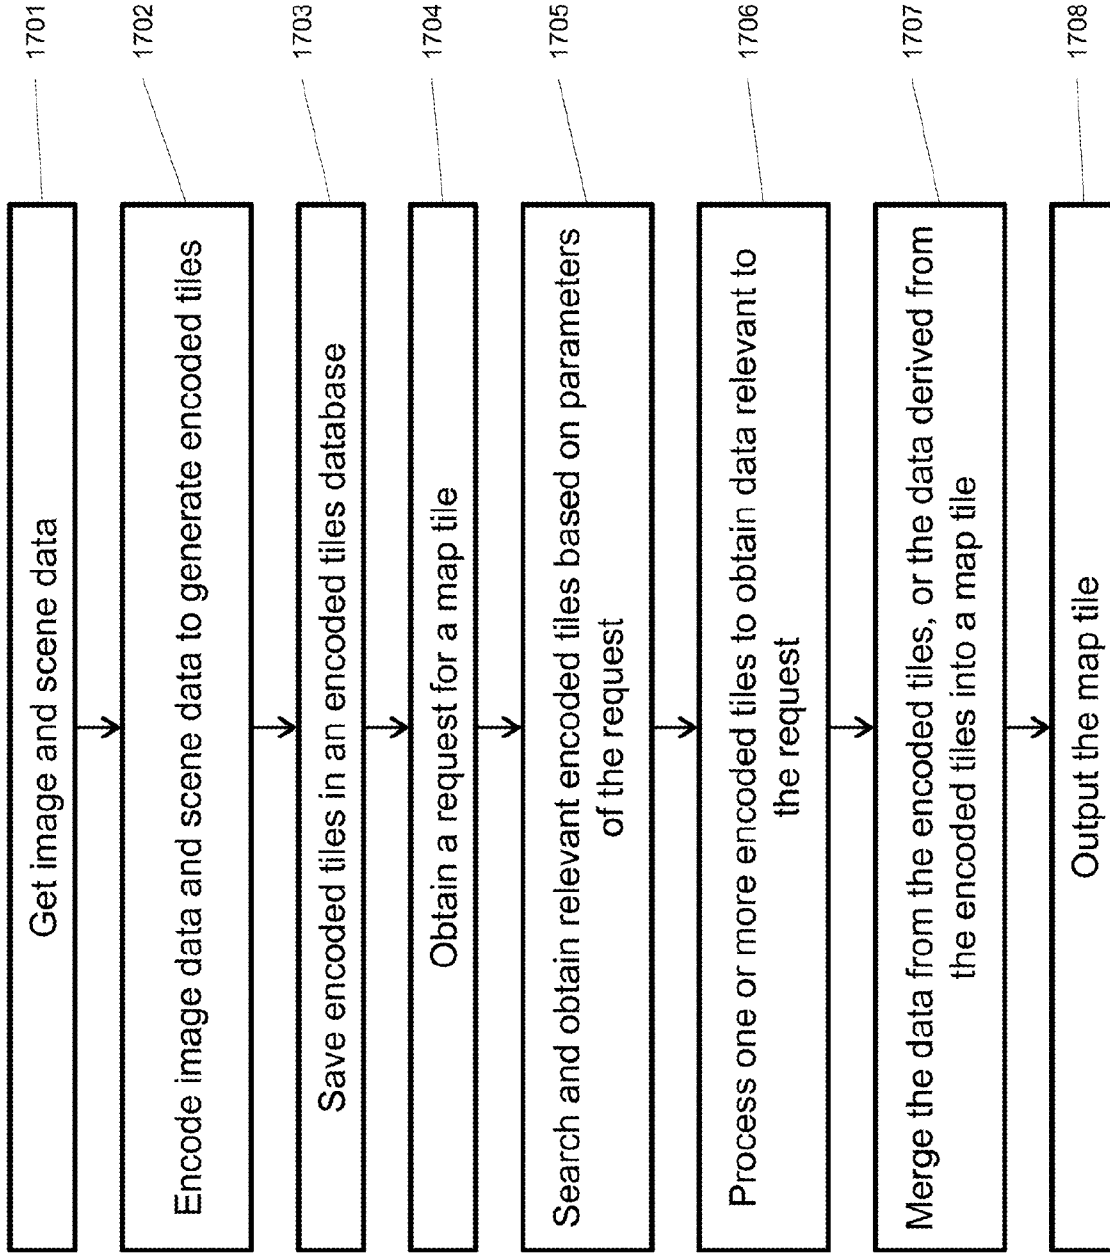 Get image and scene data
1701
Encode image data and scene data to generate encoded tiles
1702
Save encoded tiles in an encoded tiles database
1703
Obtain a request for a map tile
1704
Search and obtain relevant encoded tiles based on parameters
of the request
1705
Process one or more encoded tiles to obtain data relevant to
the request
1706
Merge the data from the encoded tiles, or the data derived from
the encoded tiles into a map tile
1707
Output the map tile
1708